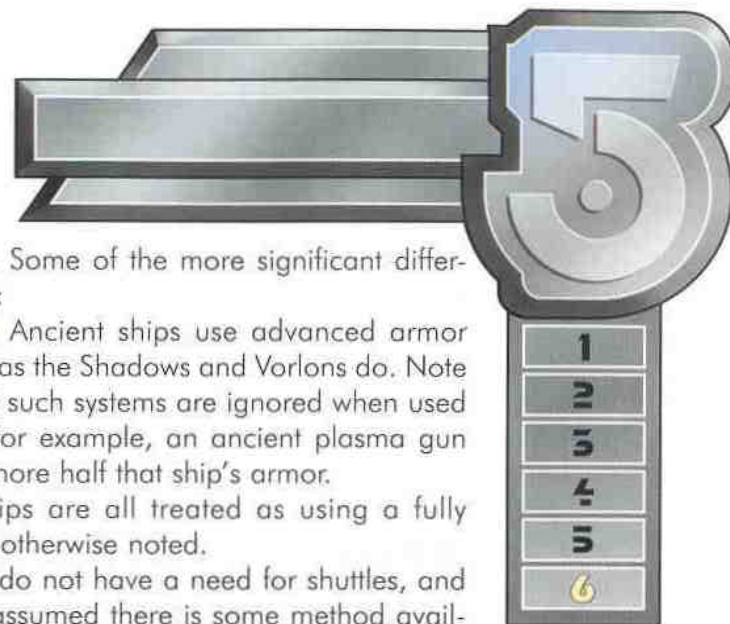 5
Some of the more significant differ-
:
Ancient ships use advanced armor
as the Shadows and Vorlons do. Note
such systems are ignored when used
or example, an ancient plasma gun
more half that ship's armor.
ips are all treated as using a fully
otherwise noted.
do not have a need for shuttles, and
assumed there is some method avail-
1
2
3
4
5
6